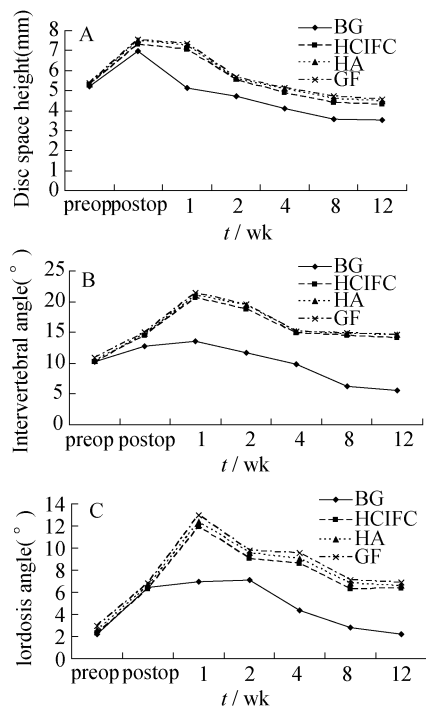 A
Disc space height(mm)
8
7
6
5
4
3
2
1
0
BG
HCIFC
HA
GF
preop postop 1 2 4 8 12
t / wk
B
Intervertebral angle(°)
25
20
15
10
5
0
BG
HCIFC
HA
GF
preop postop 1 2 4 8 12
t / wk
C
lordosis angle(°)
14
12
10
8
6
4
2
0
BG
HCIFC
HA
GF
preop postop 1 2 4 8 12
t / wk